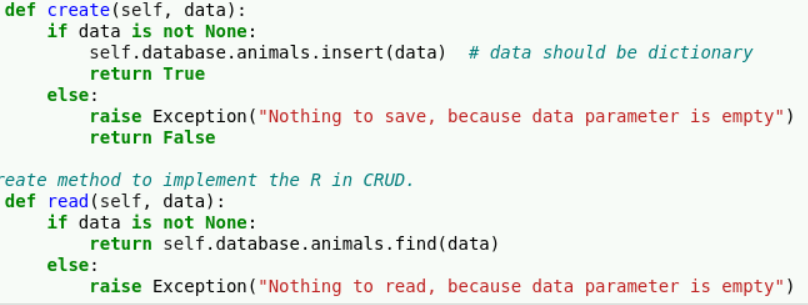 def create(self, data):
if data is not None:
self.database.animals.insert(data)  # data should be dictionary
return True
else:
raise Exception("Nothing to save, because data parameter is empty")
return False
reate method to implement the R in CRUD.
def read(self, data):
if data is not None:
return self.database.animals.find(data)
else:
raise Exception("Nothing to read, because data parameter is empty")